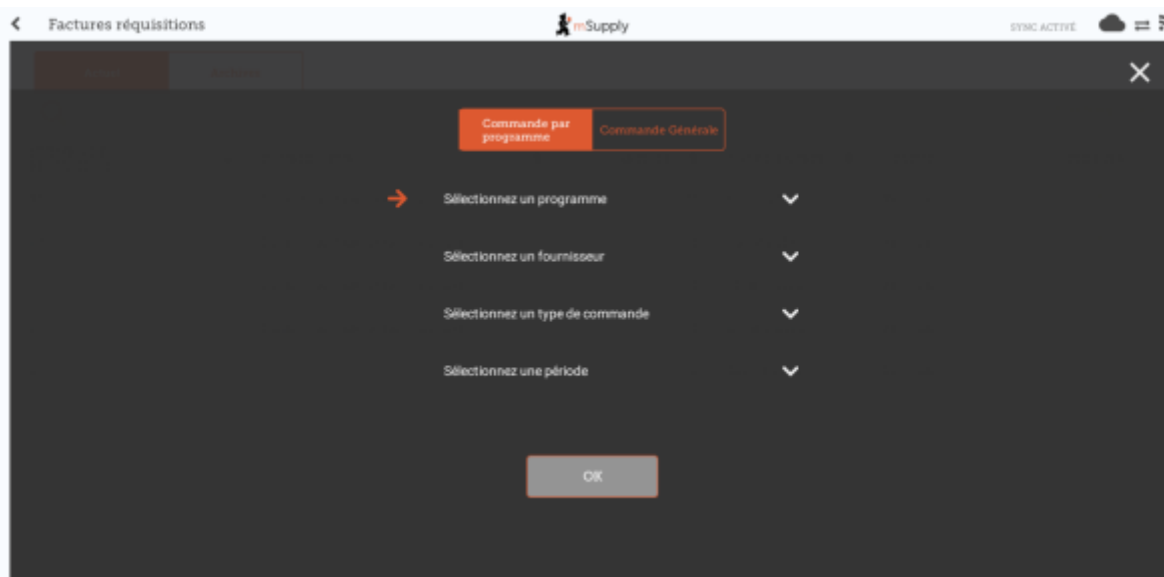 Factures réquisitions
mSupply
SYNC ACTIVÉ
Commande par
programme
Commande Générale
Sélectionnez un programme
Sélectionnez un fournisseur
Sélectionnez un type de commande
Sélectionnez une période
OK